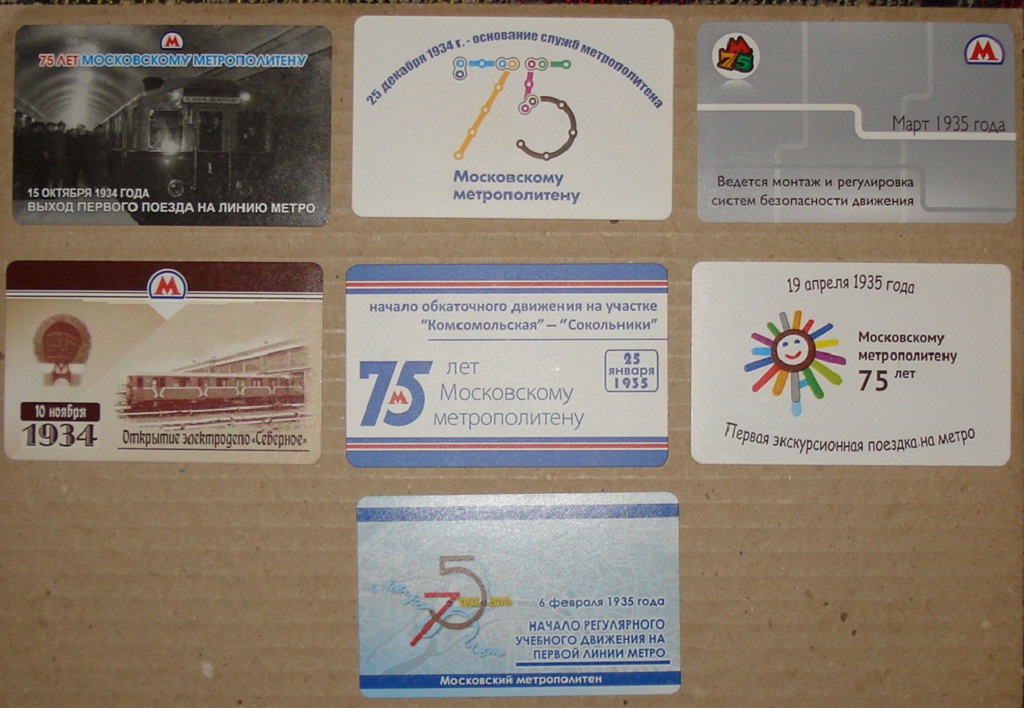 М
75 ЛЕТ МОСКОВСКОМУ МЕТРОПОЛИТЕНУ
15 ОКТЯБРЯ 1934 ГОДА
ВЫХОД ПЕРВОГО ПОЕЗДА НА ЛИНИЮ МЕТРО
25 декабря 1934 г. - основание служб метрополитена
75
Московскому
метрополитену
М
75
М
Март 1935 года
Ведется монтаж и регулировка
систем безопасности движения
М
10 ноября
1934
Открытие электродепо «Северное»
начало обкаточного движения на участке
"Комсомольская" – "Сокольники"
75
М
лет
Московскому
метрополитену
25
января
1935
19 апреля 1935 года
Московскому
метрополитену
75 лет
Первая экскурсионная поездка на метро
75
6 февраля 1935 года
НАЧАЛО РЕГУЛЯРНОГО
УЧЕБНОГО ДВИЖЕНИЯ НА
ПЕРВОЙ ЛИНИИ МЕТРО
Московский метрополитен